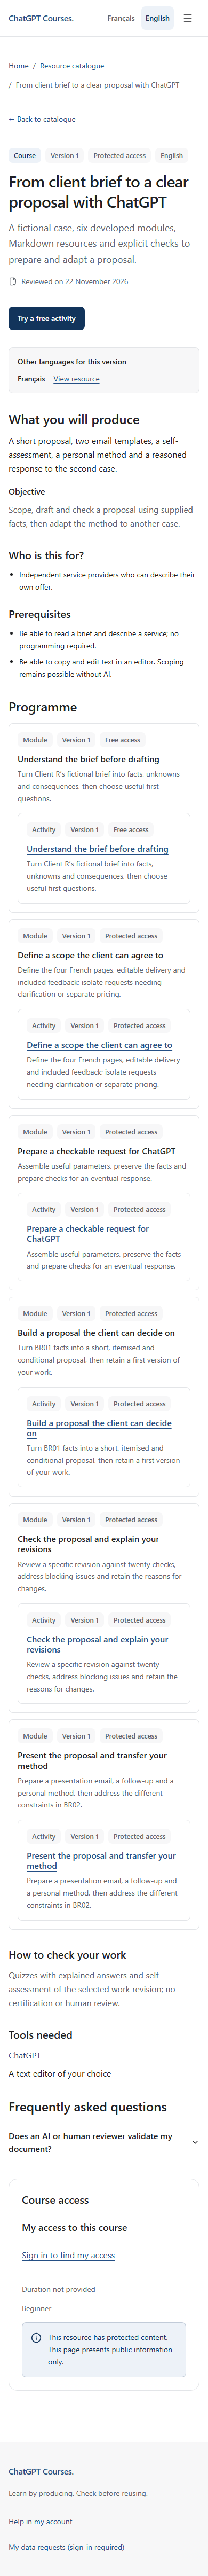 ChatGPT Courses.
Français
English
Home / Resource catalogue
/ From client brief to a clear proposal with ChatGPT
← Back to catalogue
Course
Version 1
Protected access
English
From client brief to a clear
proposal with ChatGPT
A fictional case, six developed modules,
Markdown resources and explicit checks to
prepare and adapt a proposal.
Reviewed on 22 November 2026
Try a free activity
Other languages for this version
Français View resource
What you will produce
A short proposal, two email templates, a self-
assessment, a personal method and a reasoned
response to the second case.
Objective
Scope, draft and check a proposal using supplied
facts, then adapt the method to another case.
Who is this for?
• Independent service providers who can describe their
own offer.
Prerequisites
• Be able to read a brief and describe a service; no
programming required.
• Be able to copy and edit text in an editor. Scoping
remains possible without AI.
Programme
Module Version 1 Free access
Understand the brief before drafting
Turn Client R's fictional brief into facts, unknowns
and consequences, then choose useful first
questions.
Activity Version 1 Free access
Understand the brief before drafting
Turn Client R's fictional brief into facts,
unknowns and consequences, then choose
useful first questions.
Module Version 1 Protected access
Define a scope the client can agree to
Define the four French pages, editable delivery and
included feedback; isolate requests needing
clarification or separate pricing.
Activity Version 1 Protected access
Define a scope the client can agree to
Define the four French pages, editable delivery
and included feedback; isolate requests
needing clarification or separate pricing.
Module Version 1 Protected access
Prepare a checkable request for ChatGPT
Assemble useful parameters, preserve the facts and
prepare checks for an eventual response.
Activity Version 1 Protected access
Prepare a checkable request for
ChatGPT
Assemble useful parameters, preserve the facts
and prepare checks for an eventual response.
Module Version 1 Protected access
Build a proposal the client can decide on
Turn BR01 facts into a short, itemised and
conditional proposal, then retain a first version of
your work.
Activity Version 1 Protected access
Build a proposal the client can decide
on
Turn BR01 facts into a short, itemised and
conditional proposal, then retain a first version
of your work.
Module Version 1 Protected access
Check the proposal and explain your
revisions
Review a specific revision against twenty checks,
address blocking issues and retain the reasons for
changes.
Activity Version 1 Protected access
Check the proposal and explain your
revisions
Review a specific revision against twenty
checks, address blocking issues and retain the
reasons for changes.
Module Version 1 Protected access
Present the proposal and transfer your
method
Prepare a presentation email, a follow-up and a
personal method, then address the different
constraints in BR02.
Activity Version 1 Protected access
Present the proposal and transfer your
method
Prepare a presentation email, a follow-up and
a personal method, then address the different
constraints in BR02.
How to check your work
Quizzes with explained answers and self-
assessment of the selected work revision; no
certification or human review.
Tools needed
ChatGPT
A text editor of your choice
Frequently asked questions
Does an AI or human reviewer validate my
document?
Course access
My access to this course
Sign in to find my access
Duration not provided
Beginner
This resource has protected content.
This page presents public information
only.
ChatGPT Courses.
Learn by producing. Check before reusing.
Help in my account
My data requests (sign-in required)